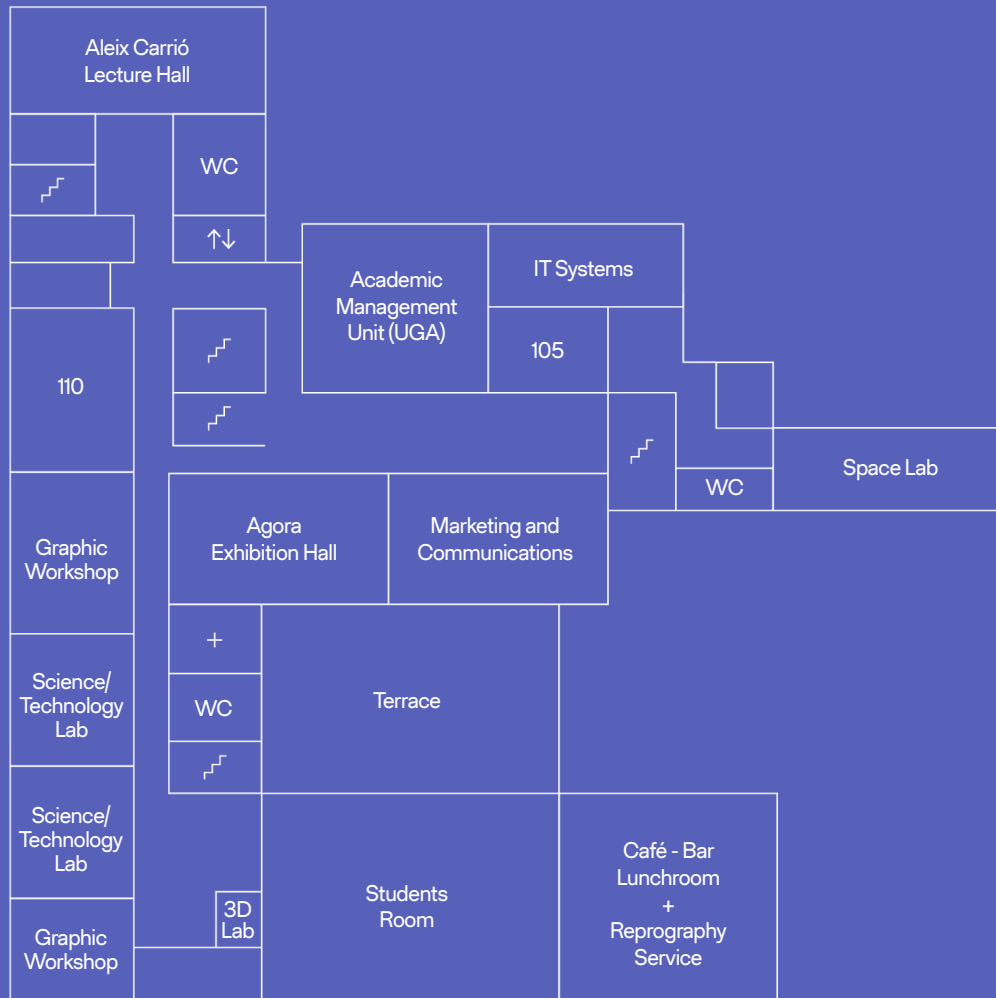 Aleix Carrió
Lecture Hall
WC
↑↓
Academic
Management
Unit (UGA)
IT Systems
105
110
Space Lab
WC
Agora
Exhibition Hall
Marketing and
Communications
Graphic
Workshop
+
Science/
Technology
Lab
WC
Terrace
Science/
Technology
Lab
3D
Lab
Students
Room
Café - Bar
Lunchroom
+
Reprography
Service
Graphic
Workshop